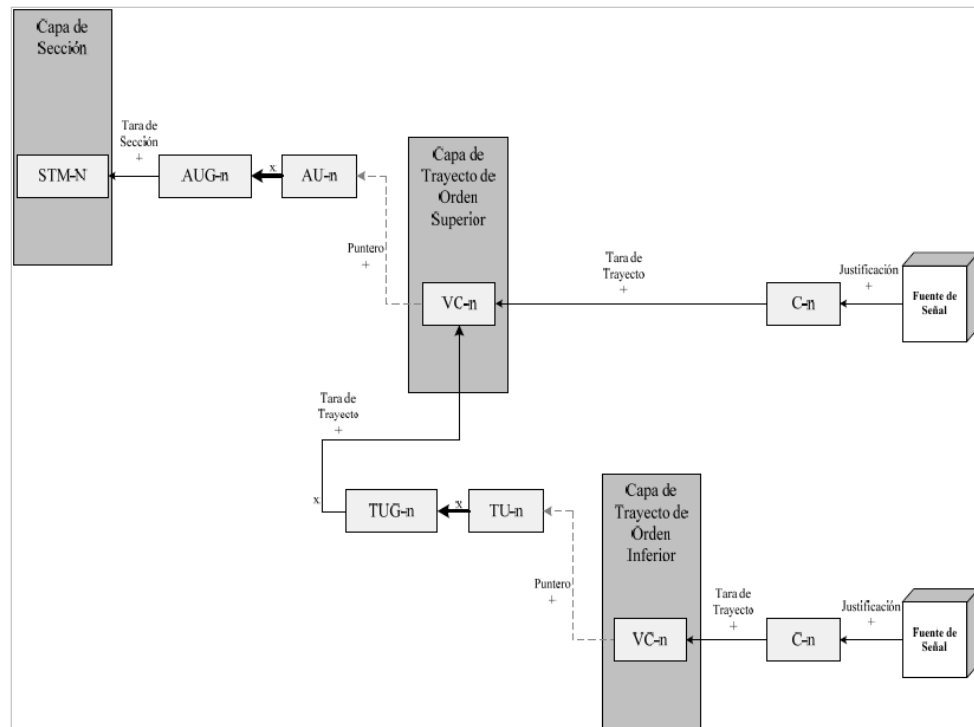 Capa de
Sección
Tara de
Sección
+
STM-N
AUG-n
x
AU-n
Puntero
+
Capa de
Trayecto de
Orden
Superior
VC-n
Tara de
Trayecto
+
C-n
Justificación
+
Fuente de
Señal
Tara de
Trayecto
+
x
TUG-n
x
TU-n
Puntero
+
Capa de
Trayecto de
Orden
Inferior
VC-n
Tara de
Trayecto
+
C-n
Justificación
+
Fuente de
Señal